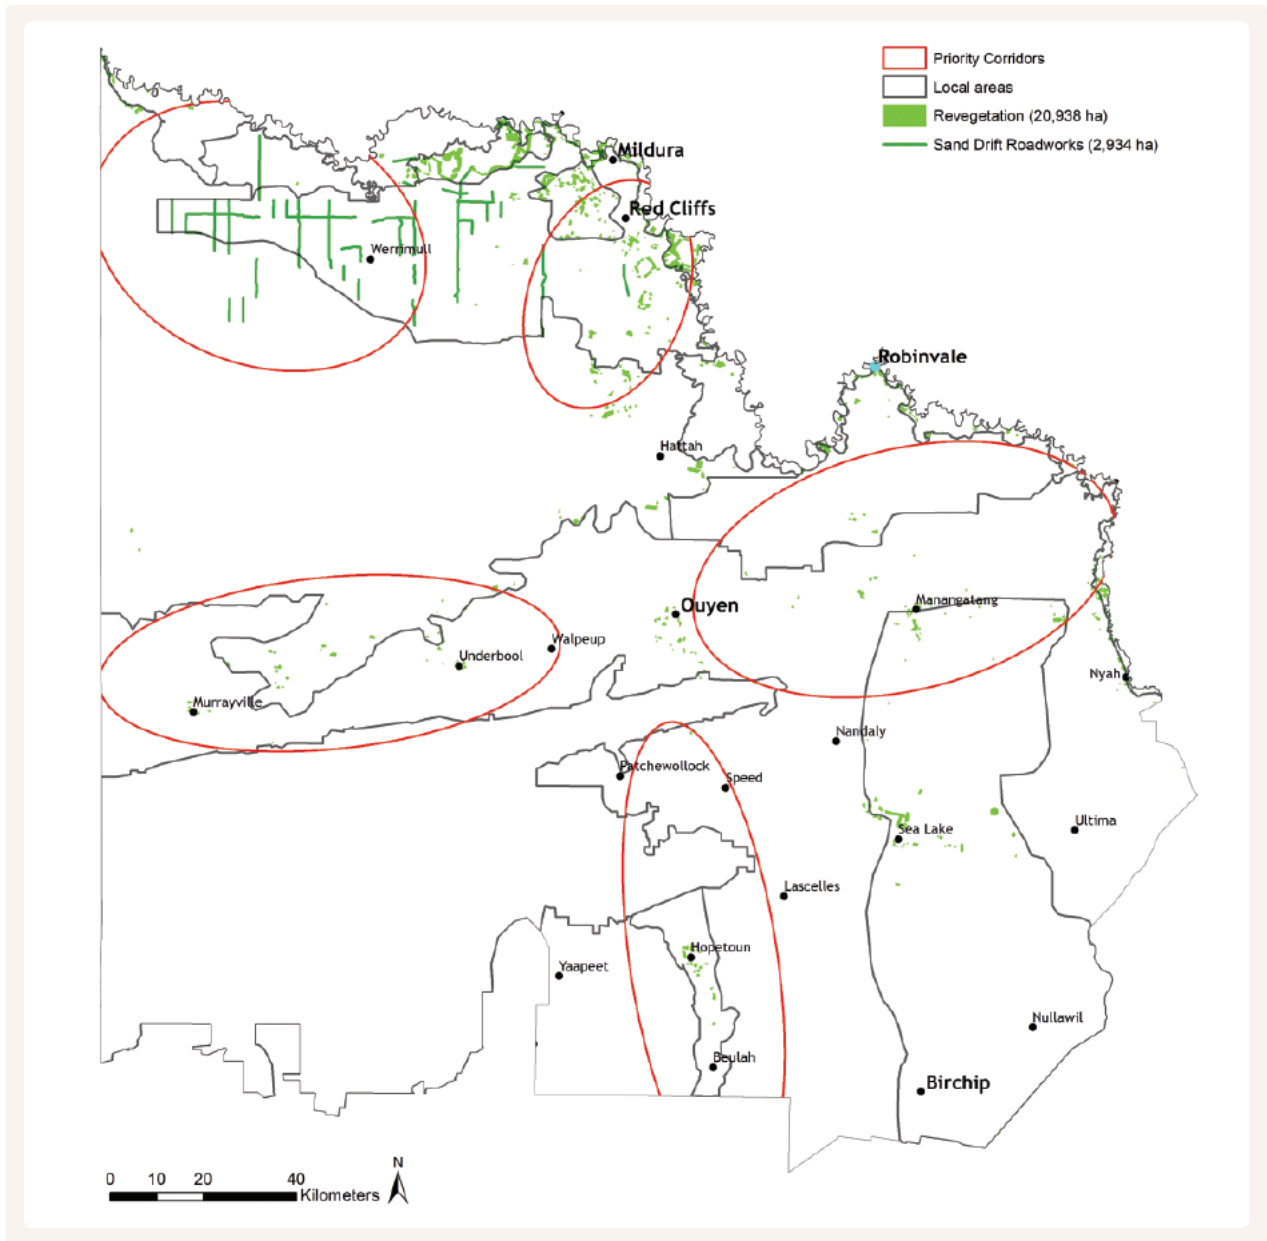 Priority Corridors
Local areas
Revegetation (20,938 ha)
Sand Drift Roadworks (2,934 ha)
Mildura
Red Cliffs
Werrimull
Robinvale
Hattah
Manangatang
Ouyen
Walpeup
Underbool
Nyah
Murrayville
Nandaly
Patchewollock
Speed
Ultima
Sea Lake
Lascelles
Hopetoun
Yaapeet
Nullawil
Beulah
Birchip
N
0 10 20 40
Kilometers